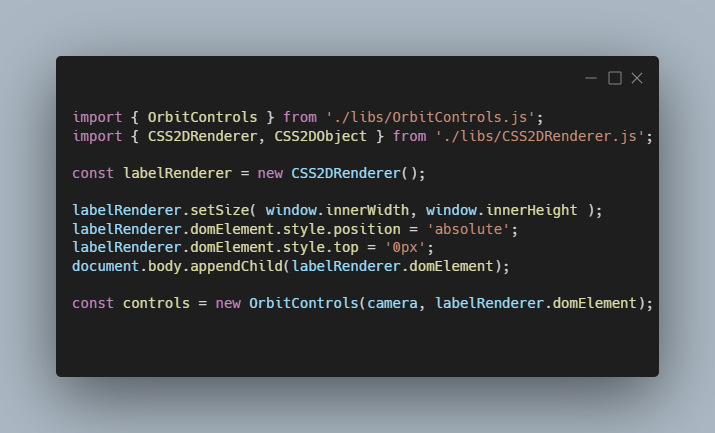 import { OrbitControls } from './libs/OrbitControls.js';
import { CSS2DRenderer, CSS2DObject } from './libs/CSS2DRenderer.js';
const labelRenderer = new CSS2DRenderer();
labelRenderer.setSize( window.innerWidth, window.innerHeight );
labelRenderer.domElement.style.position = 'absolute';
labelRenderer.domElement.style.top = '0px';
document.body.appendChild(labelRenderer.domElement);
const controls = new OrbitControls(camera, labelRenderer.domElement);